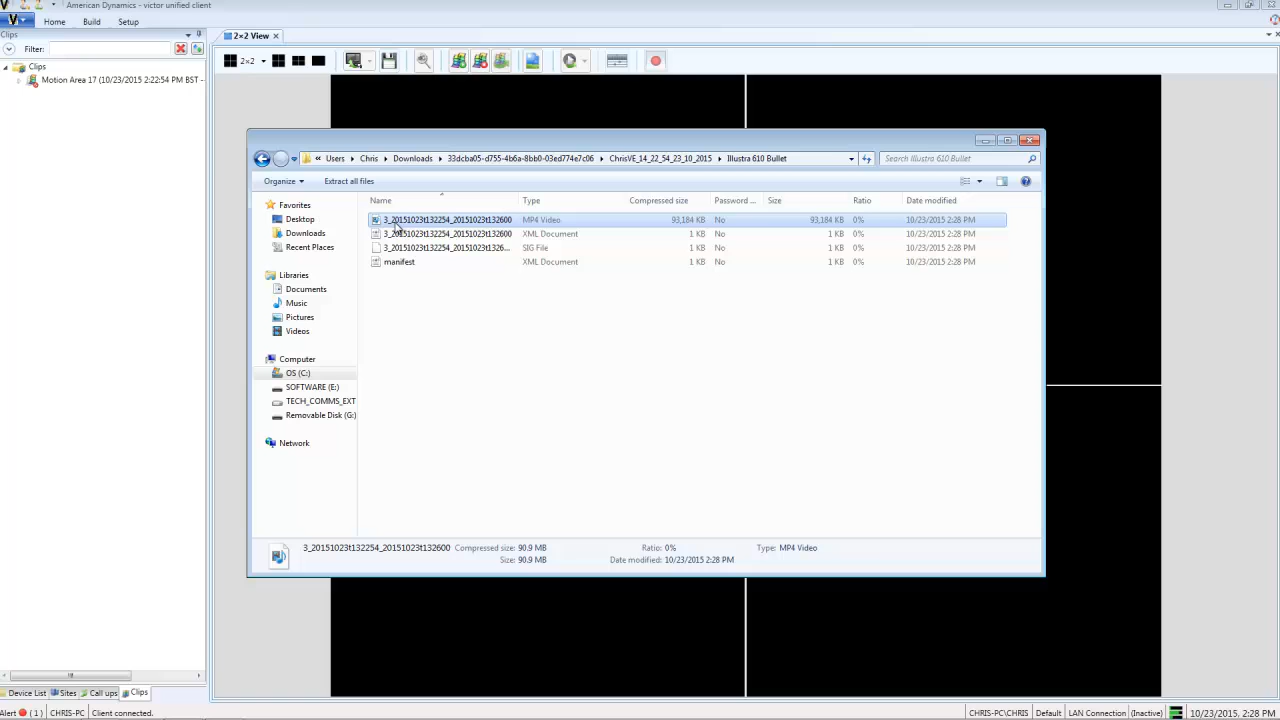 American Dynamics - victor unified client
Home Build Setup
Clips
Filter:
2×2 View
2×2
Clips
Motion Area 17 (10/23/2015 2:22:54 PM BST --
« Users Chris Downloads 33dcba05-d755-4b6a-8bb0-03ed774e7c06 ChrisVE_14_22_54_23_10_2015 Illustra 610 Bullet
Search Illustra 610 Bullet
Organize Extract all files
Name Type Compressed size Password ... Size Ratio Date modified
3_20151023t132254_20151023t132600 MP4 Video 93,184 KB No 93,184 KB 0% 10/23/2015 2:28 PM
3_20151023t132254_20151023t132600 XML Document 1 KB No 1 KB 0% 10/23/2015 2:28 PM
3_20151023t132254_20151023t1326... SIG File 1 KB No 1 KB 0% 10/23/2015 2:28 PM
manifest XML Document 1 KB No 1 KB 0% 10/23/2015 2:28 PM
Favorites
Desktop
Downloads
Recent Places
Libraries
Documents
Music
Pictures
Videos
Computer
OS (C:)
SOFTWARE (E:)
TECH_COMMS_EXT
Removable Disk (G:)
Network
3_20151023t132254_20151023t132600 Compressed size: 90.9 MB Ratio: 0% Type: MP4 Video
Size: 90.9 MB Date modified: 10/23/2015 2:28 PM
Device List Sites Call ups Clips
Alert ( 1 ) CHRIS-PC Client connected. CHRIS-PC\CHRIS Default LAN Connection (Inactive) 10/23/2015, 2:28 PM